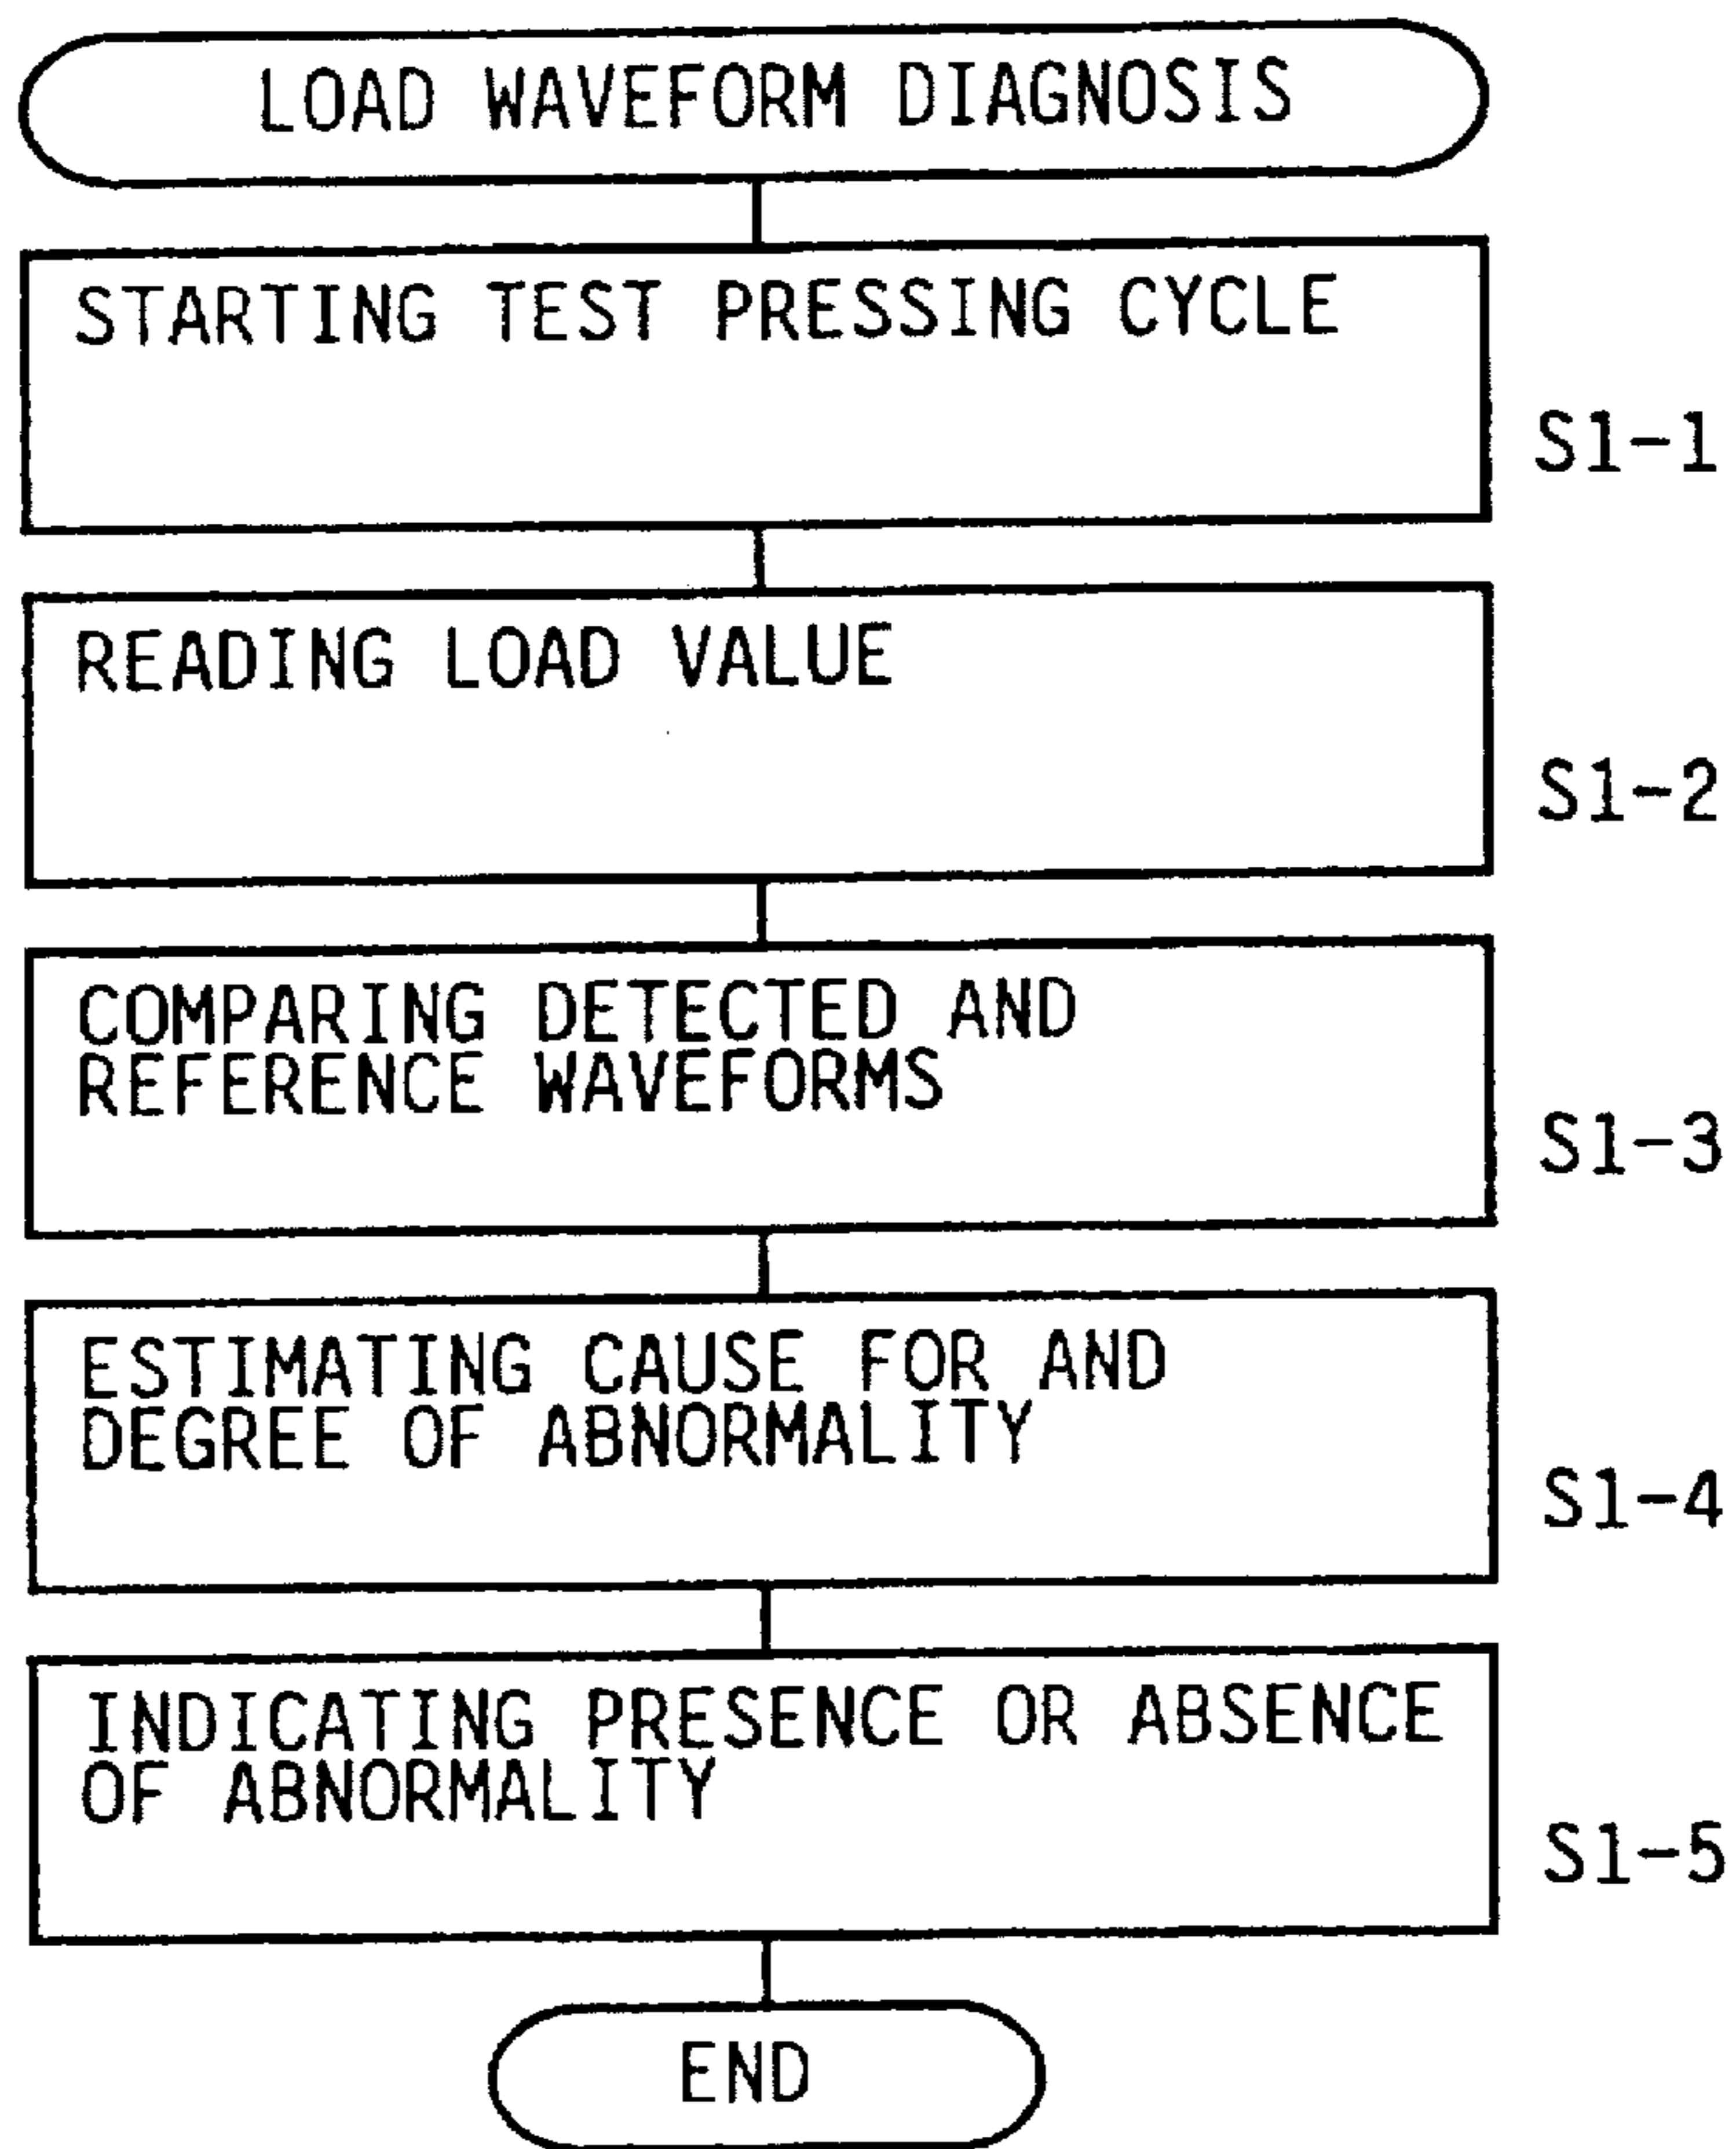 LOAD WAVEFORM DIAGNOSIS
STARTING TEST PRESSING CYCLE
S1-1
READING LOAD VALUE
S1-2
COMPARING DETECTED AND
REFERENCE WAVEFORMS
S1-3
ESTIMATING CAUSE FOR AND
DEGREE OF ABNORMALITY
S1-4
INDICATING PRESENCE OR ABSENCE
OF ABNORMALITY
S1-5
END